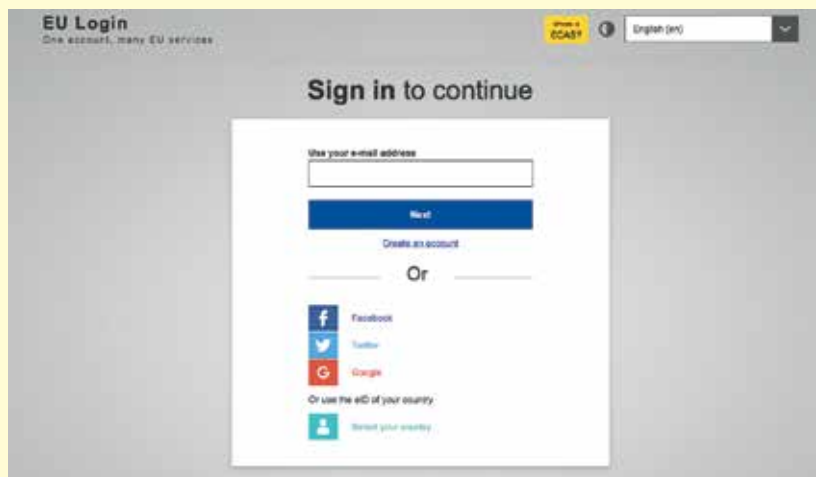 EU Login
One account, many EU services
Where is
ECAS?
English (en)
Sign in to continue
Use your e-mail address
Next
Create an account
Or
Facebook
Twitter
Google
Or use the eID of your country
Select your country